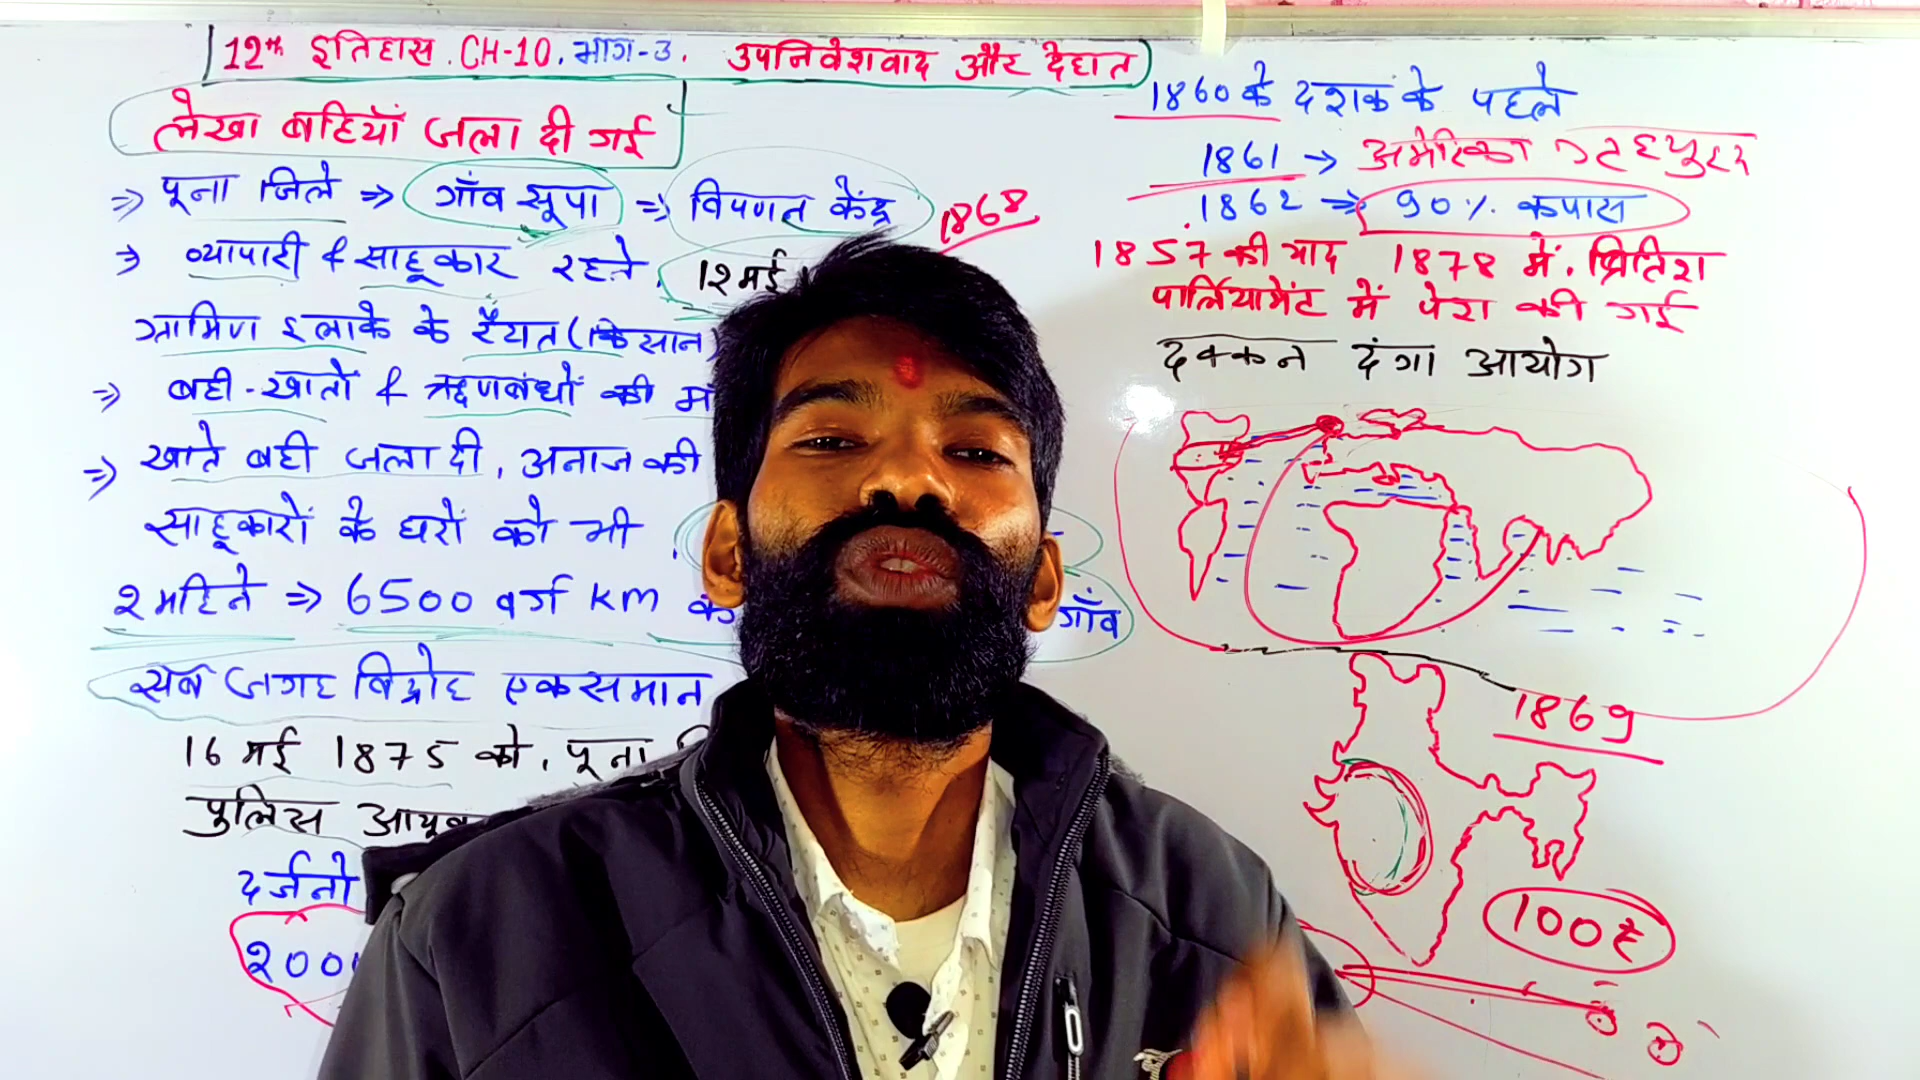 12th इतिहास. CH-10. भाग-3. उपनिवेशवाद और देहात
लेखा बहियाँ जला दी गई
⇒ पूना जिले ⇒ गाँव सूपा ⇒ विपणन केंद्र
⇒ व्यापारी & साहूकार रहते. 12 मई
1868
ग्रामिण इलाके के रैयत (किसान)
⇒ बही-खातों & ऋणबंधों की
⇒ खाते बही जला दी, अनाज की
साहूकारों के घरों को भी
2 महिने ⇒ 6500 वर्ग km के
गाँव
सब जगह विद्रोह एकसमान
16 मई 1875 को, पूना
पुलिस
दर्जनो
1860 के दशक के पहले
1861 → अमेरिका गृहयुद्ध
1862 ⇒ 90% कपास
1857 की याद 1878 में. ब्रितिश
पार्लियामेंट में पेश की गई
दक्कन दंगा आयोग
1869
100₹